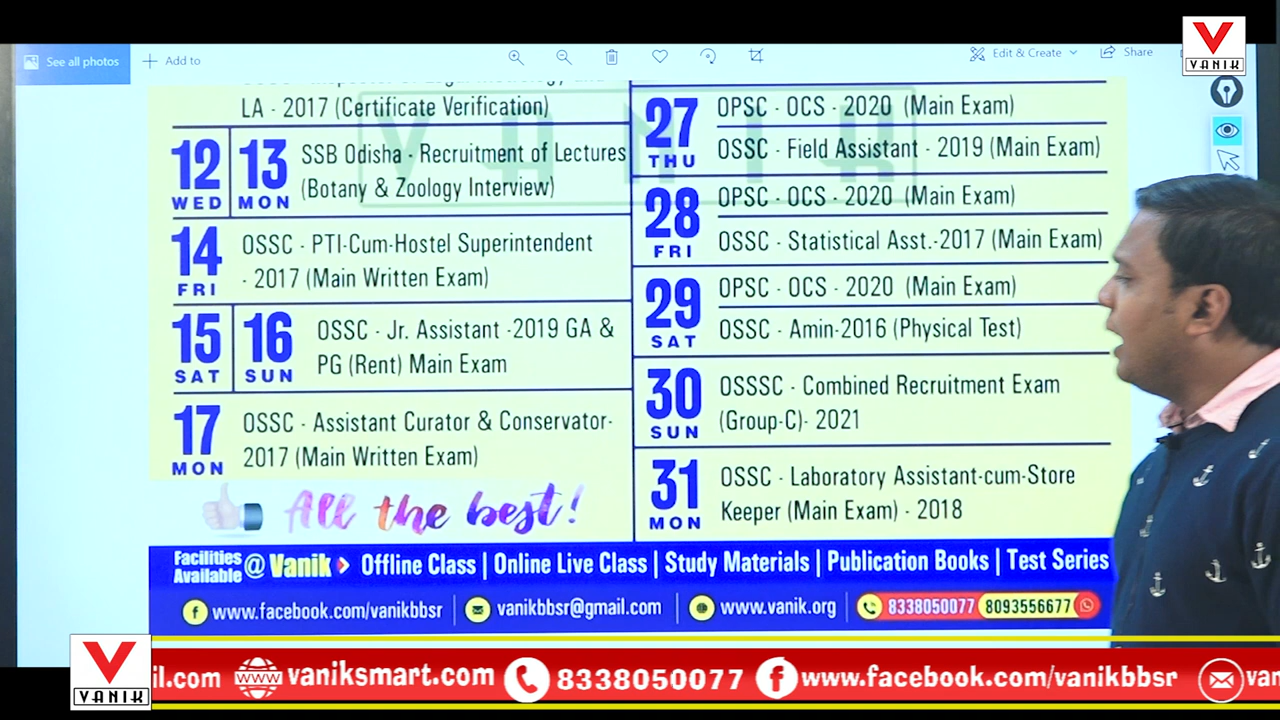 See all photos
Add to
Edit & Create
Share
VANIK
LA - 2017 (Certificate Verification)
12 WED
13 MON
SSB Odisha - Recruitment of Lectures
(Botany & Zoology Interview)
14 FRI
OSSC - PTI-Cum-Hostel Superintendent
- 2017 (Main Written Exam)
15 SAT
16 SUN
OSSC - Jr. Assistant -2019 GA &
PG (Rent) Main Exam
17 MON
OSSC - Assistant Curator & Conservator-
2017 (Main Written Exam)
All the best!
27 THU
OPSC - OCS - 2020 (Main Exam)
OSSC - Field Assistant - 2019 (Main Exam)
28 FRI
OPSC - OCS - 2020 (Main Exam)
OSSC - Statistical Asst.-2017 (Main Exam)
29 SAT
OPSC - OCS - 2020 (Main Exam)
OSSC - Amin-2016 (Physical Test)
30 SUN
OSSSC - Combined Recruitment Exam
(Group-C)- 2021
31 MON
OSSC - Laboratory Assistant-cum-Store
Keeper (Main Exam) - 2018
VANIK
Facilities Available @ Vanik Offline Class | Online Live Class | Study Materials | Publication Books | Test Series
www.facebook.com/vanikbbsr vanikbbsr@gmail.com www.vanik.org 8338050077 8093556677
VANIK
il.com vaniksmart.com 8338050077 www.facebook.com/vanikbbsr van